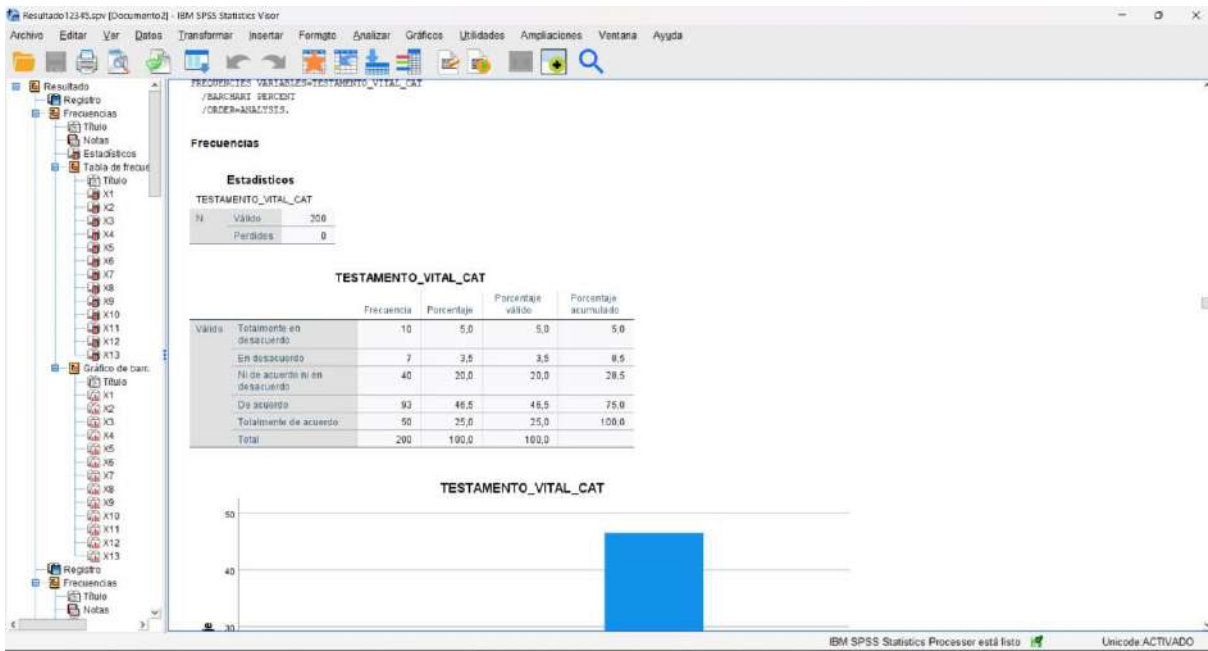 Resultado12345.spv [Documento2] - IBM SPSS Statistics Visor
Archivo Editar Ver Datos Transformar Insertar Formato Analizar Gráficos Utilidades Ampliaciones Ventana Ayuda
Resultado
Registro
Frecuencias
Título
Notas
Estadísticos
Tabla de frecue
Título
X1
X2
X3
X4
X5
X6
X7
X8
X9
X10
X11
X12
X13
Gráfico de barr.
Título
X1
X2
X3
X4
X5
X6
X7
X8
X9
X10
X11
X12
X13
Registro
Frecuencias
Título
Notas
FREQUENCIES VARIABLES=TESTAMENTO_VITAL_CAT
/BARCHART PERCENT
/ORDER=ANALYSIS.
Frecuencias
Estadísticos
TESTAMENTO_VITAL_CAT
N Válido 200
Perdidos 0
TESTAMENTO_VITAL_CAT
Frecuencia Porcentaje Porcentaje válido Porcentaje acumulado
Válido Totalmente en desacuerdo 10 5,0 5,0 5,0
En desacuerdo 7 3,5 3,5 8,5
Ni de acuerdo ni en desacuerdo 40 20,0 20,0 28,5
De acuerdo 93 46,5 46,5 75,0
Totalmente de acuerdo 50 25,0 25,0 100,0
Total 200 100,0 100,0
TESTAMENTO_VITAL_CAT
50
40
30
IBM SPSS Statistics Processor está listo Unicode:ACTIVADO